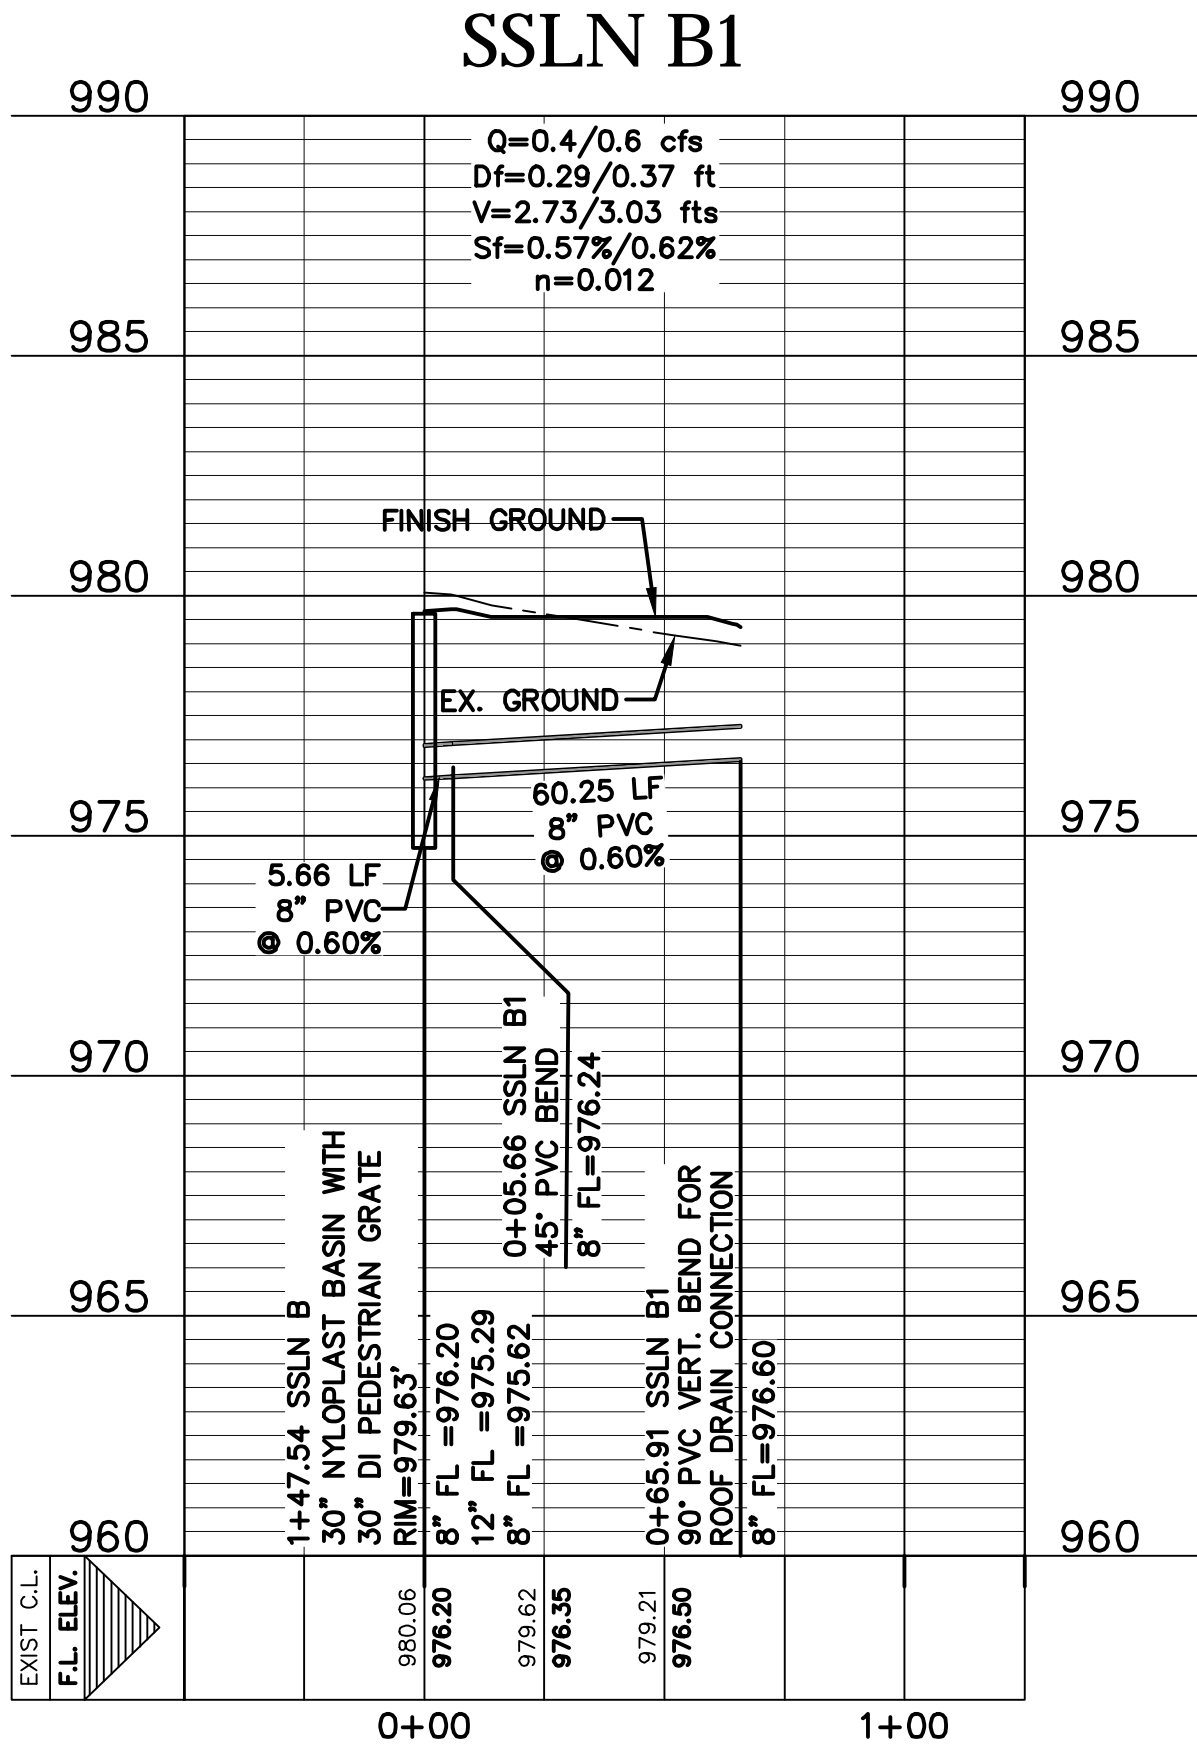 SSLN B1
990
990
Q=0.4/0.6 cfs
Df=0.29/0.37 ft
V=2.73/3.03 fts
Sf=0.57%/0.62%
n=0.012
985
985
FINISH GROUND
980
980
EX. GROUND
60.25 LF
8" PVC
@ 0.60%
975
975
5.66 LF
8" PVC
@ 0.60%
970
970
0+05.66 SSLN B1
45° PVC BEND
8" FL=976.24
1+47.54 SSLN B
30" NYLOPLAST BASIN WITH
30" DI PEDESTRIAN GRATE
RIM=979.63'
8" FL =976.20
12" FL =975.29
8" FL =975.62
0+65.91 SSLN B1
90° PVC VERT. BEND FOR
ROOF DRAIN CONNECTION
8" FL=976.60
965
965
960
960
EXIST C.L.
F.L. ELEV.
980.06
976.20
979.62
976.35
979.21
976.50
0+00
1+00